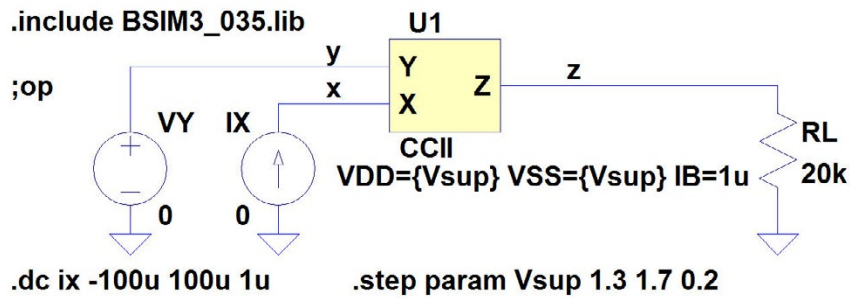 .include BSIM3_035.lib
U1
y
Y
z
;op
x
X
Z
VY
IX
RL
CCII
20k
VDD={Vsup} VSS={Vsup} IB=1u
0
0
.dc ix -100u 100u 1u
.step param Vsup 1.3 1.7 0.2